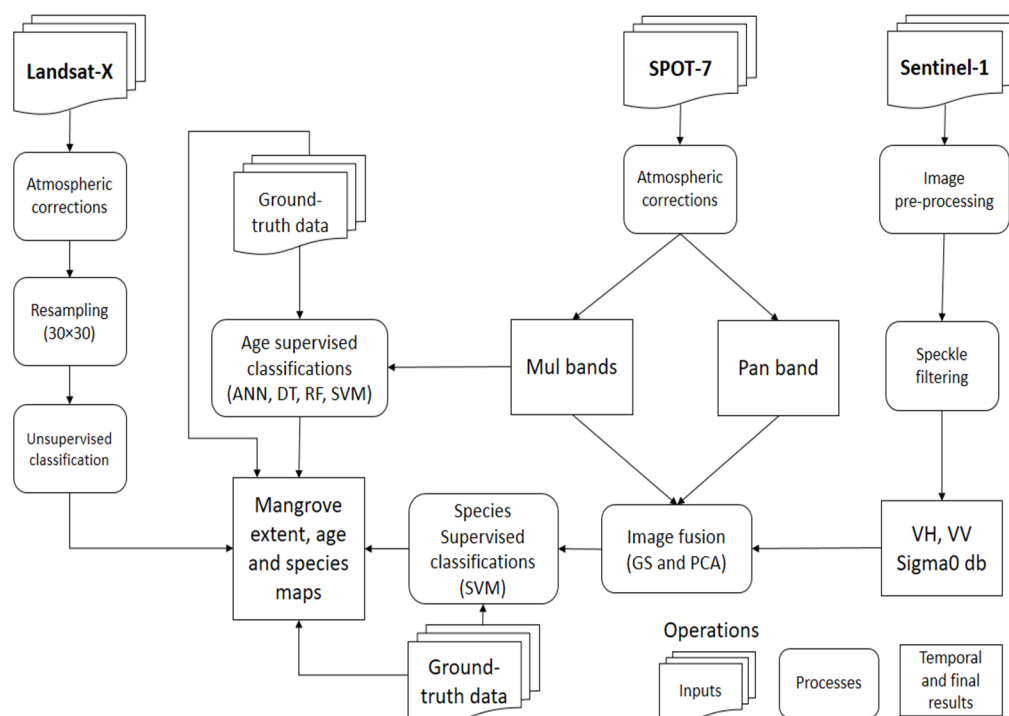 Landsat-X
SPOT-7
Sentinel-1
Atmospheric
corrections
Ground-
truth data
Atmospheric
corrections
Image
pre-processing
Resampling
(30×30)
Age supervised
classifications
(ANN, DT, RF, SVM)
Mul bands
Pan band
Speckle
filtering
Unsupervised
classification
Mangrove
extent, age
and species
maps
Species
Supervised
classifications
(SVM)
Image fusion
(GS and PCA)
VH, VV
Sigma0 db
Ground-
truth data
Operations
Inputs
Processes
Temporal
and final
results